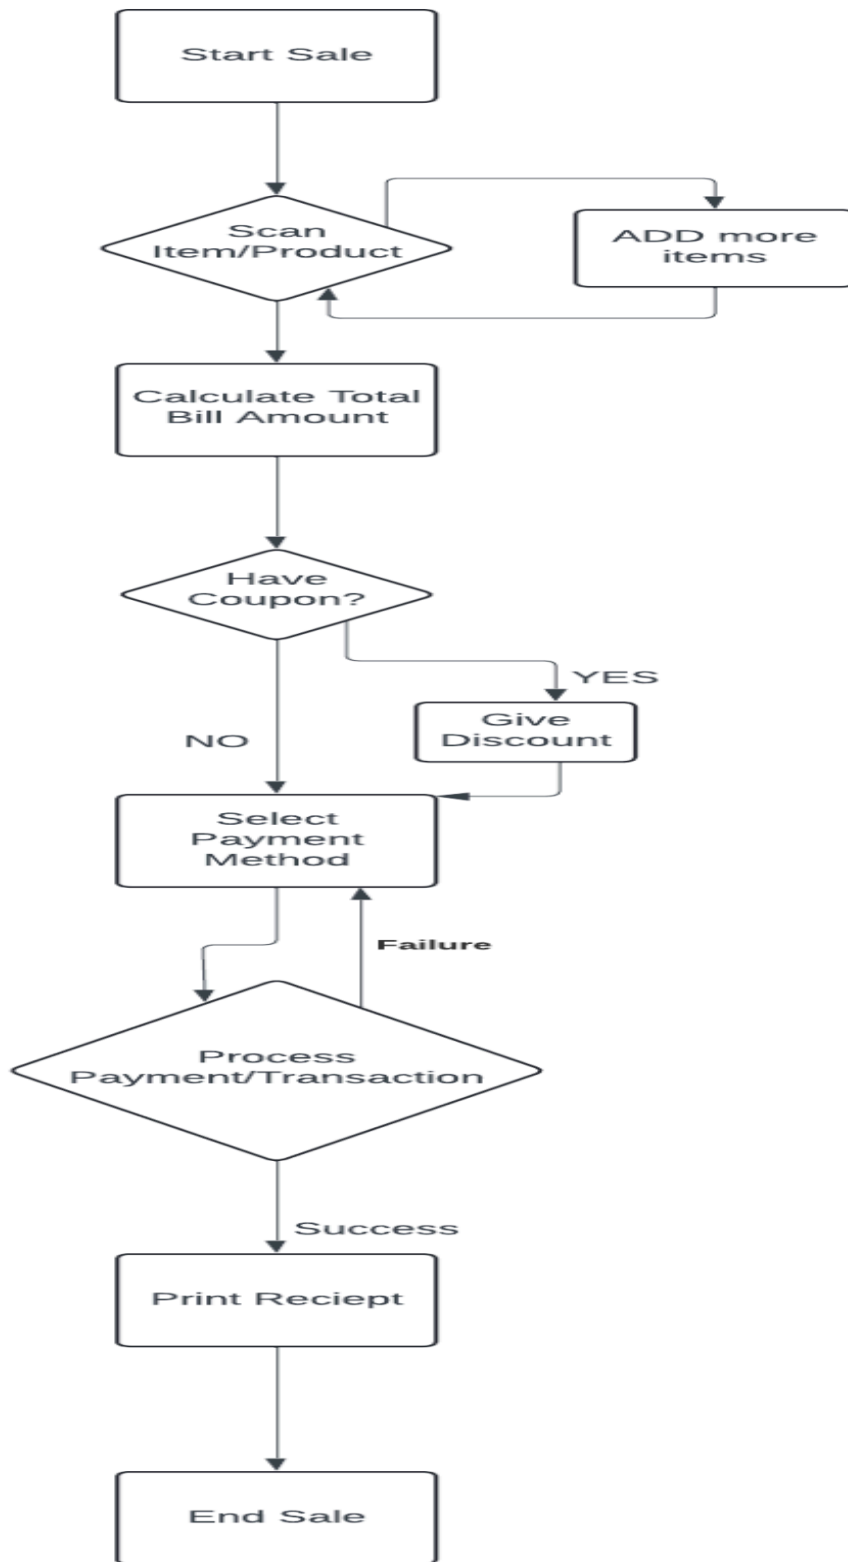 Start Sale
Scan
Item/Product
ADD more
items
Calculate Total
Bill Amount
Have
Coupon?
YES
Give
Discount
NO
Select
Payment
Method
Failure
Process
Payment/Transaction
Success
Print Reciept
End Sale